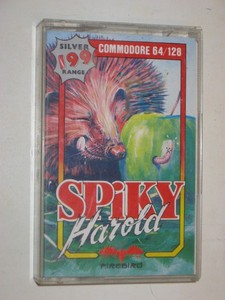 SILVER
199
RANGE
COMMODORE 64/128
SPiKY
Harold
FIREBIRD